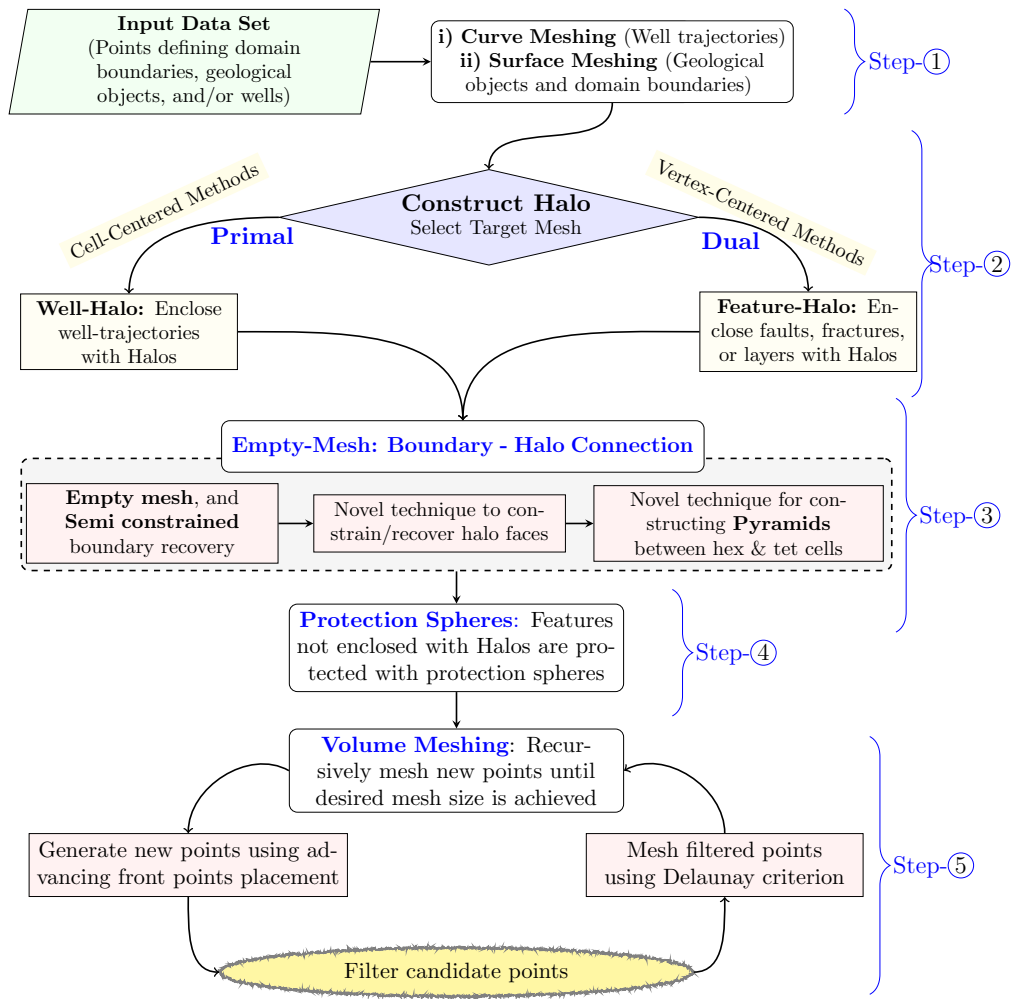 Input Data Set
(Points defining domain
boundaries, geological
objects, and/or wells)
i) Curve Meshing (Well trajectories)
ii) Surface Meshing (Geological
objects and domain boundaries)
Step-①
Construct Halo
Select Target Mesh
Cell-Centered Methods
Primal
Vertex-Centered Methods
Dual
Step-②
Well-Halo: Enclose
well-trajectories
with Halos
Feature-Halo: En-
close faults, fractures,
or layers with Halos
Empty-Mesh: Boundary - Halo Connection
Empty mesh, and
Semi constrained
boundary recovery
Novel technique to con-
strain/recover halo faces
Novel technique for con-
structing Pyramids
between hex & tet cells
Step-③
Protection Spheres: Features
not enclosed with Halos are pro-
tected with protection spheres
Step-④
Volume Meshing: Recur-
sively mesh new points until
desired mesh size is achieved
Generate new points using ad-
vancing front points placement
Mesh filtered points
using Delaunay criterion
Step-⑤
Filter candidate points